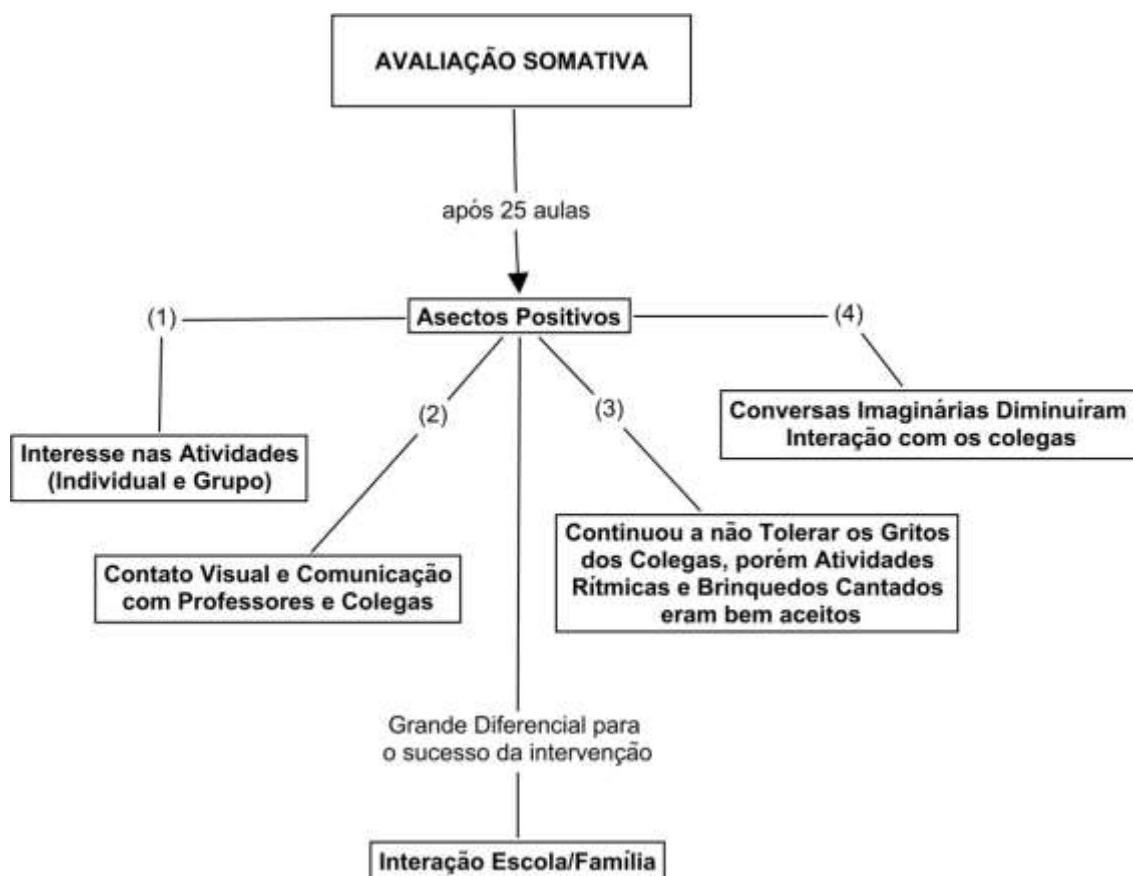 AVALIAÇÃO SOMATIVA
após 25 aulas
Asectos Positivos
(1)
(4)
(2)
(3)
Conversas Imaginárias Diminuíram
Interação com os colegas
Interesse nas Atividades
(Individual e Grupo)
Continuou a não Tolerar os Gritos
dos Colegas, porém Atividades
Rítmicas e Brinquedos Cantados
eram bem aceitos
Contato Visual e Comunicação
com Professores e Colegas
Grande Diferencial para
o sucesso da intervenção
Interação Escola/Família